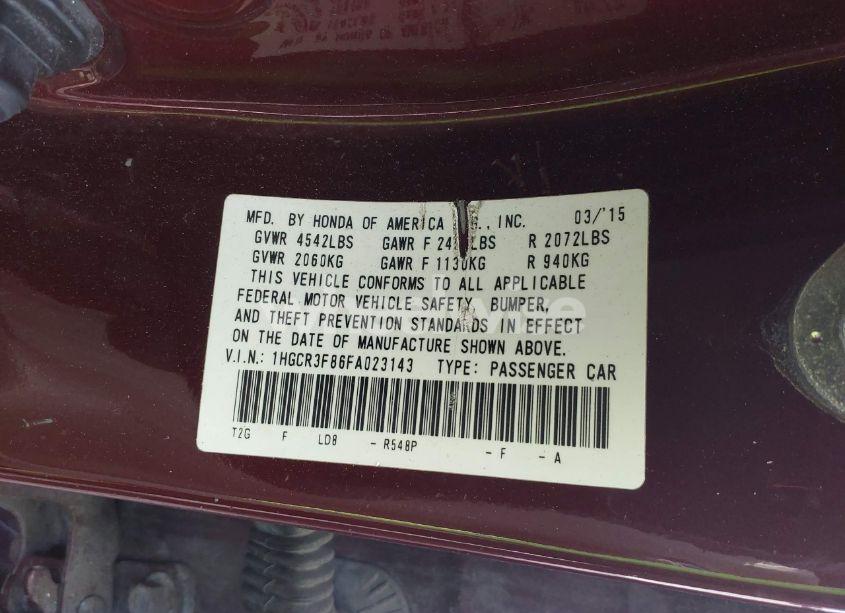 MFD. BY HONDA OF AMERICA INC. 03/'15
GVWR 4542LBS GAWR F R 2072LBS
GVWR 2060KG GAWR F 1130KG R 940KG
THIS VEHICLE CONFORMS TO ALL APPLICABLE
FEDERAL MOTOR VEHICLE SAFETY, BUMPER,
AND THEFT PREVENTION STANDARDS IN EFFECT
ON THE DATE OF MANUFACTURE SHOWN ABOVE.
V.I.N.: 1HGCR3F86FA023143 TYPE: PASSENGER CAR
T2G F LD8 - R548P - F - A